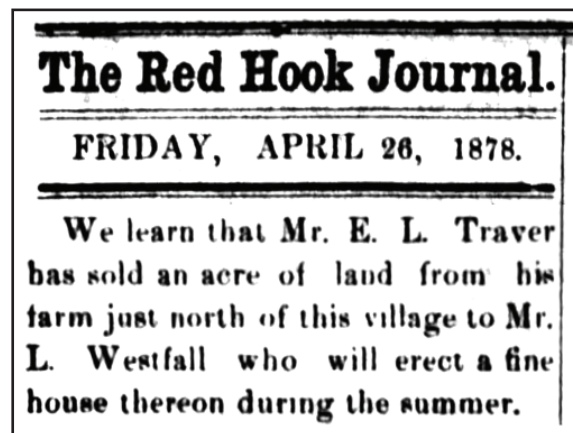 The Red Hook Journal.
FRIDAY, APRIL 26, 1878.
We learn that Mr. E. L. Traver
has sold an acre of land from his
farm just north of this village to Mr.
L. Westfall who will erect a fine
house thereon during the summer.